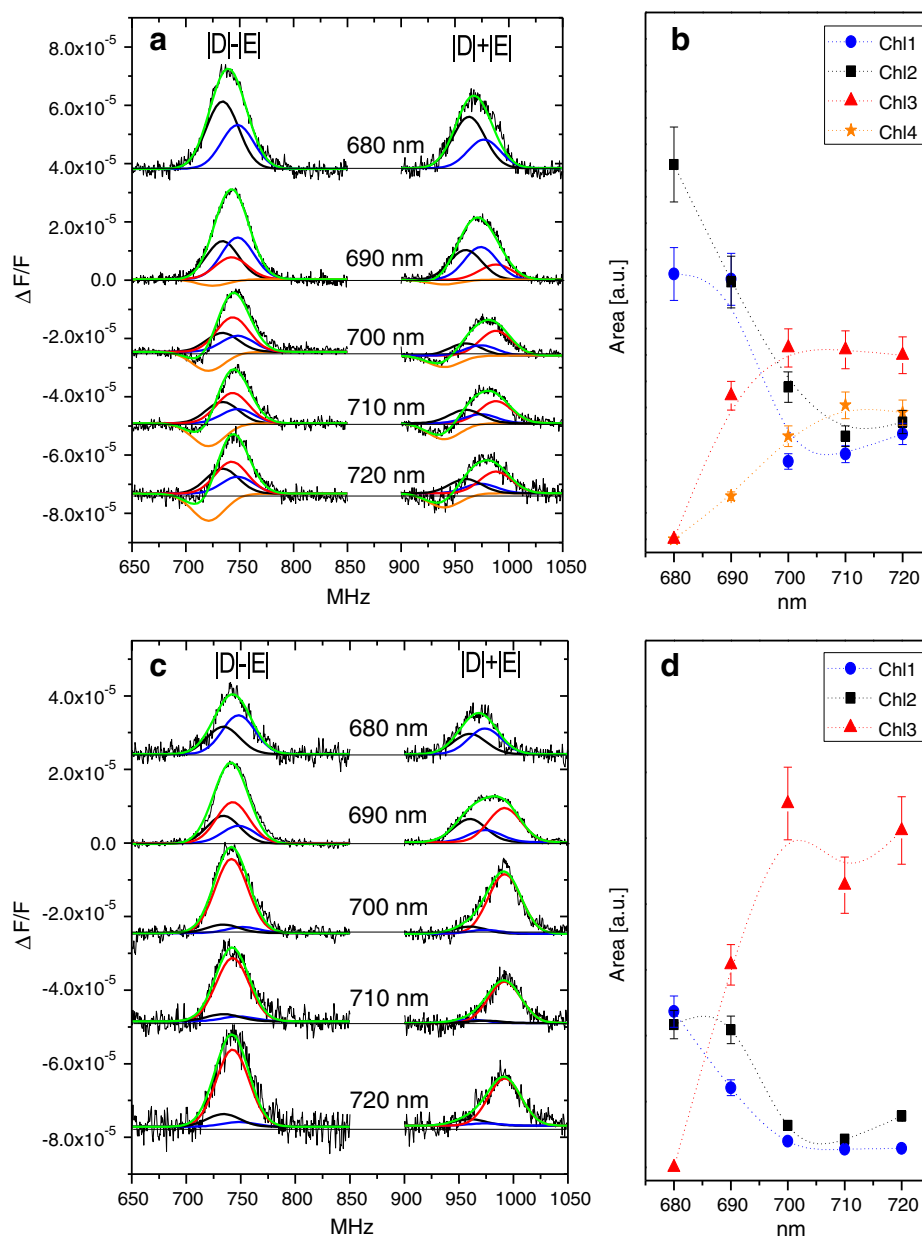 a
|D|-|E|
|D|+|E|
8.0x10⁻⁵
6.0x10⁻⁵
4.0x10⁻⁵
2.0x10⁻⁵
0.0
-2.0x10⁻⁵
-4.0x10⁻⁵
-6.0x10⁻⁵
-8.0x10⁻⁵
Δ F/F
680 nm
690 nm
700 nm
710 nm
720 nm
650 700 750 800 850 900 950 1000 1050
MHz
b
Chl1
Chl2
Chl3
Chl4
Area [a.u.]
680 690 700 710 720
nm
c
|D|-|E|
|D|+|E|
4.0x10⁻⁵
2.0x10⁻⁵
0.0
-2.0x10⁻⁵
-4.0x10⁻⁵
-6.0x10⁻⁵
-8.0x10⁻⁵
Δ F/F
680 nm
690 nm
700 nm
710 nm
720 nm
650 700 750 800 850 900 950 1000 1050
MHz
d
Chl1
Chl2
Chl3
Area [a.u.]
680 690 700 710 720
nm